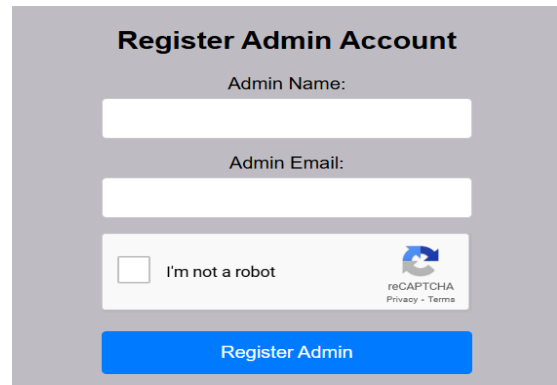 Register Admin Account
Admin Name:
Admin Email:
I'm not a robot
reCAPTCHA
Privacy - Terms
Register Admin